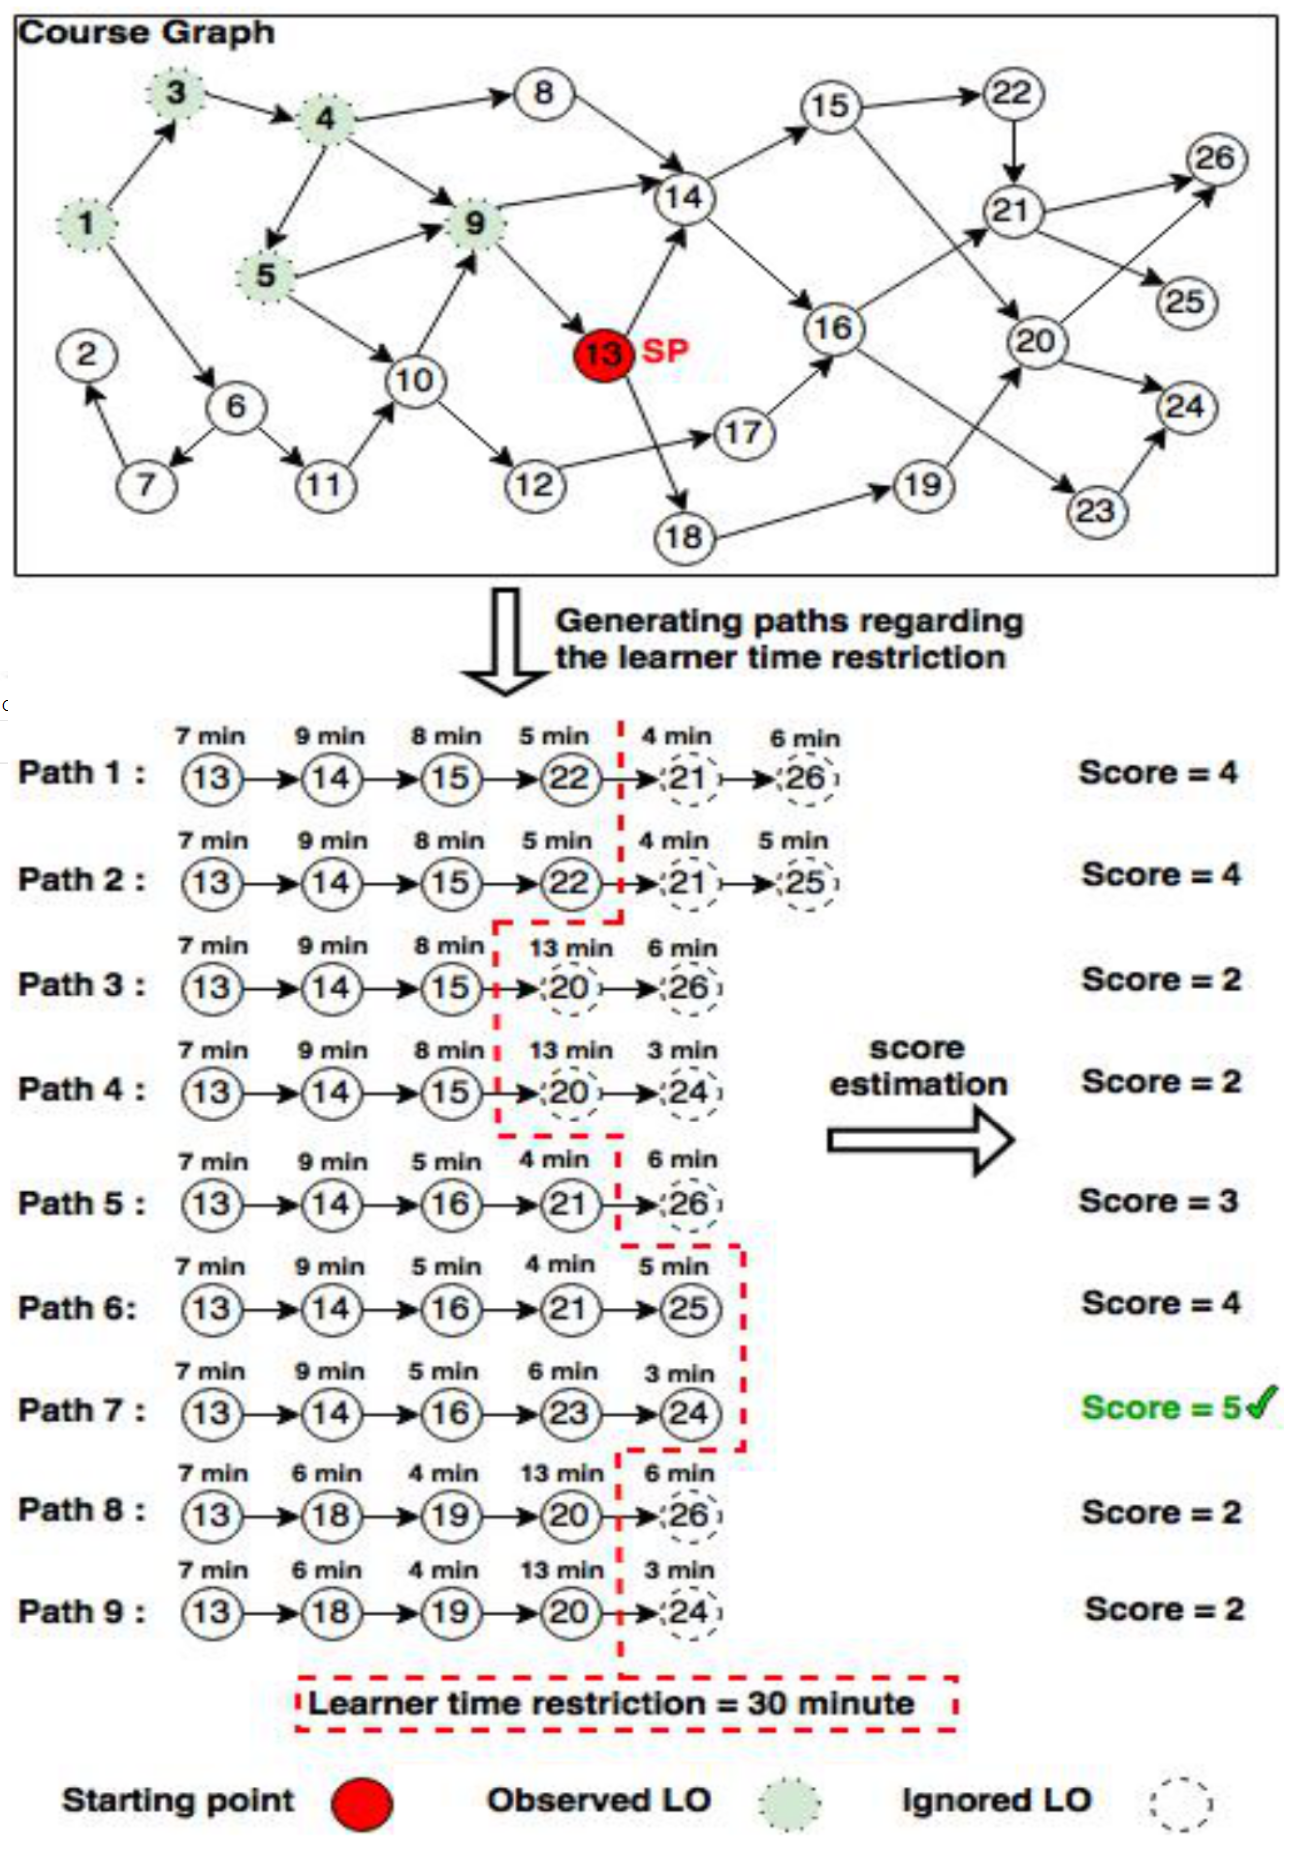 Course Graph
3
4
8
15
22
26
14
21
1
9
5
25
16
13 SP
20
2
10
6
24
17
7
11
12
19
23
18
Generating paths regarding
the learner time restriction
c
7 min 9 min 8 min 5 min 4 min 6 min
Path 1 : 13 14 15 22 21 26 Score = 4
7 min 9 min 8 min 5 min 4 min 5 min
Path 2 : 13 14 15 22 21 25 Score = 4
7 min 9 min 8 min 13 min 6 min
Path 3 : 13 14 15 20 26 Score = 2
7 min 9 min 8 min 13 min 3 min
Path 4 : 13 14 15 20 24 Score = 2
score
estimation
7 min 9 min 5 min 4 min 6 min
Path 5 : 13 14 16 21 26 Score = 3
7 min 9 min 5 min 4 min 5 min
Path 6: 13 14 16 21 25 Score = 4
7 min 9 min 5 min 6 min 3 min
Path 7 : 13 14 16 23 24 Score = 5
7 min 6 min 4 min 13 min 6 min
Path 8 : 13 18 19 20 26 Score = 2
7 min 6 min 4 min 13 min 3 min
Path 9 : 13 18 19 20 24 Score = 2
Learner time restriction = 30 minute
Starting point Observed LO Ignored LO